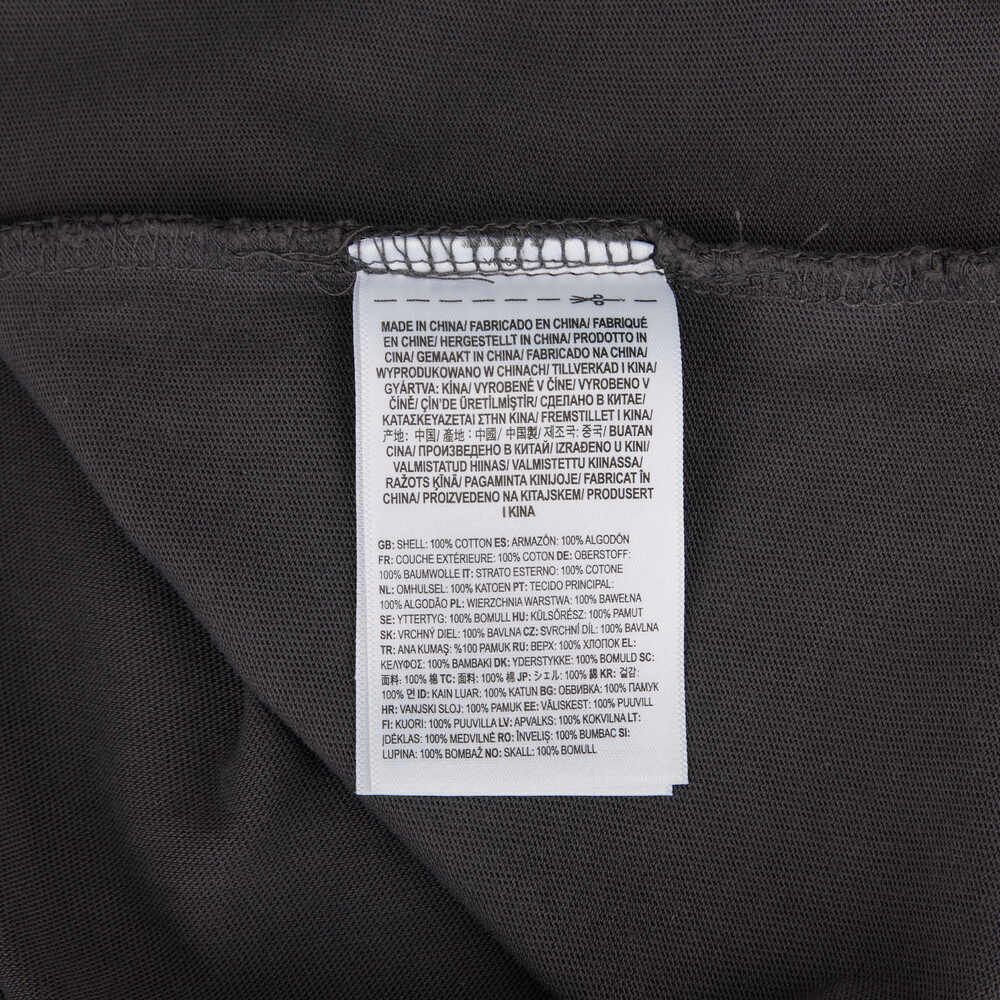 MADE IN CHINA/ FABRICADO EN CHINA/ FABRIQUÉ
EN CHINE/ HERGESTELLT IN CHINA/ PRODOTTO IN
CINA/ GEMAAKT IN CHINA/ FABRICADO NA CHINA/
WYPRODUKOWANO W CHINACH/ TILLVERKAD I KINA/
GYÁRTVA: KÍNA/ VYROBENÉ V ČÍNE/ VYROBENO V
ČÍNĚ/ ÇİN'DE ÜRETİLMİŞTİR/ СДЕЛАНО В КИТАЕ/
ΚΑΤΑΣΚΕΥΑΖΕΤΑΙ ΣΤΗΝ ΚΙΝΑ/ FREMSTILLET I KINA/
产地: 中国/ 產地: 中國/ 中国製/ 제조국: 중국/ BUATAN
CINA/ ПРОИЗВЕДЕНО В КИТАЙ/ IZRAĐENO U KINI/
VALMISTATUD HIINAS/ VALMISTETTU KIINASSA/
RAŽOTS ĶĪNĀ/ PAGAMINTA KINIJOJE/ FABRICAT ÎN
CHINA/ PROIZVEDENO NA KITAJSKEM/ PRODUSERT
I KINA
GB: SHELL: 100% COTTON ES: ARMAZÓN: 100% ALGODÓN
FR: COUCHE EXTÉRIEURE: 100% COTON DE: OBERSTOFF:
100% BAUMWOLLE IT: STRATO ESTERNO: 100% COTONE
NL: OMHULSEL: 100% KATOEN PT: TECIDO PRINCIPAL:
100% ALGODÃO PL: WIERZCHNIA WARSTWA: 100% BAWEŁNA
SE: YTTERTYG: 100% BOMULL HU: KÜLSŐRÉSZ: 100% PAMUT
SK: VRCHNÝ DIEL: 100% BAVLNA CZ: SVRCHNÍ DÍL: 100% BAVLNA
TR: ANA KUMAŞ: %100 PAMUK RU: ВЕРХ: 100% ХЛОПОК EL:
ΚΕΛΥΦΟΣ: 100% ΒΑΜΒΑΚΙ DK: YDERSTYKKE: 100% BOMULD SC:
面料: 100% 棉 TC: 面料: 100% 棉 JP: シェル: 100% 綿 KR: 겉감:
100% 면 ID: KAIN LUAR: 100% KATUN BG: ОБВИВКА: 100% ПАМУК
HR: VANJSKI SLOJ: 100% PAMUK EE: VÄLISKEST: 100% PUUVILL
FI: KUORI: 100% PUUVILLA LV: APVALKS: 100% KOKVILNA LT:
ĮDĖKLAS: 100% MEDVILNĖ RO: ÎNVELIŞ: 100% BUMBAC SI:
LUPINA: 100% BOMBAŽ NO: SKALL: 100% BOMULL